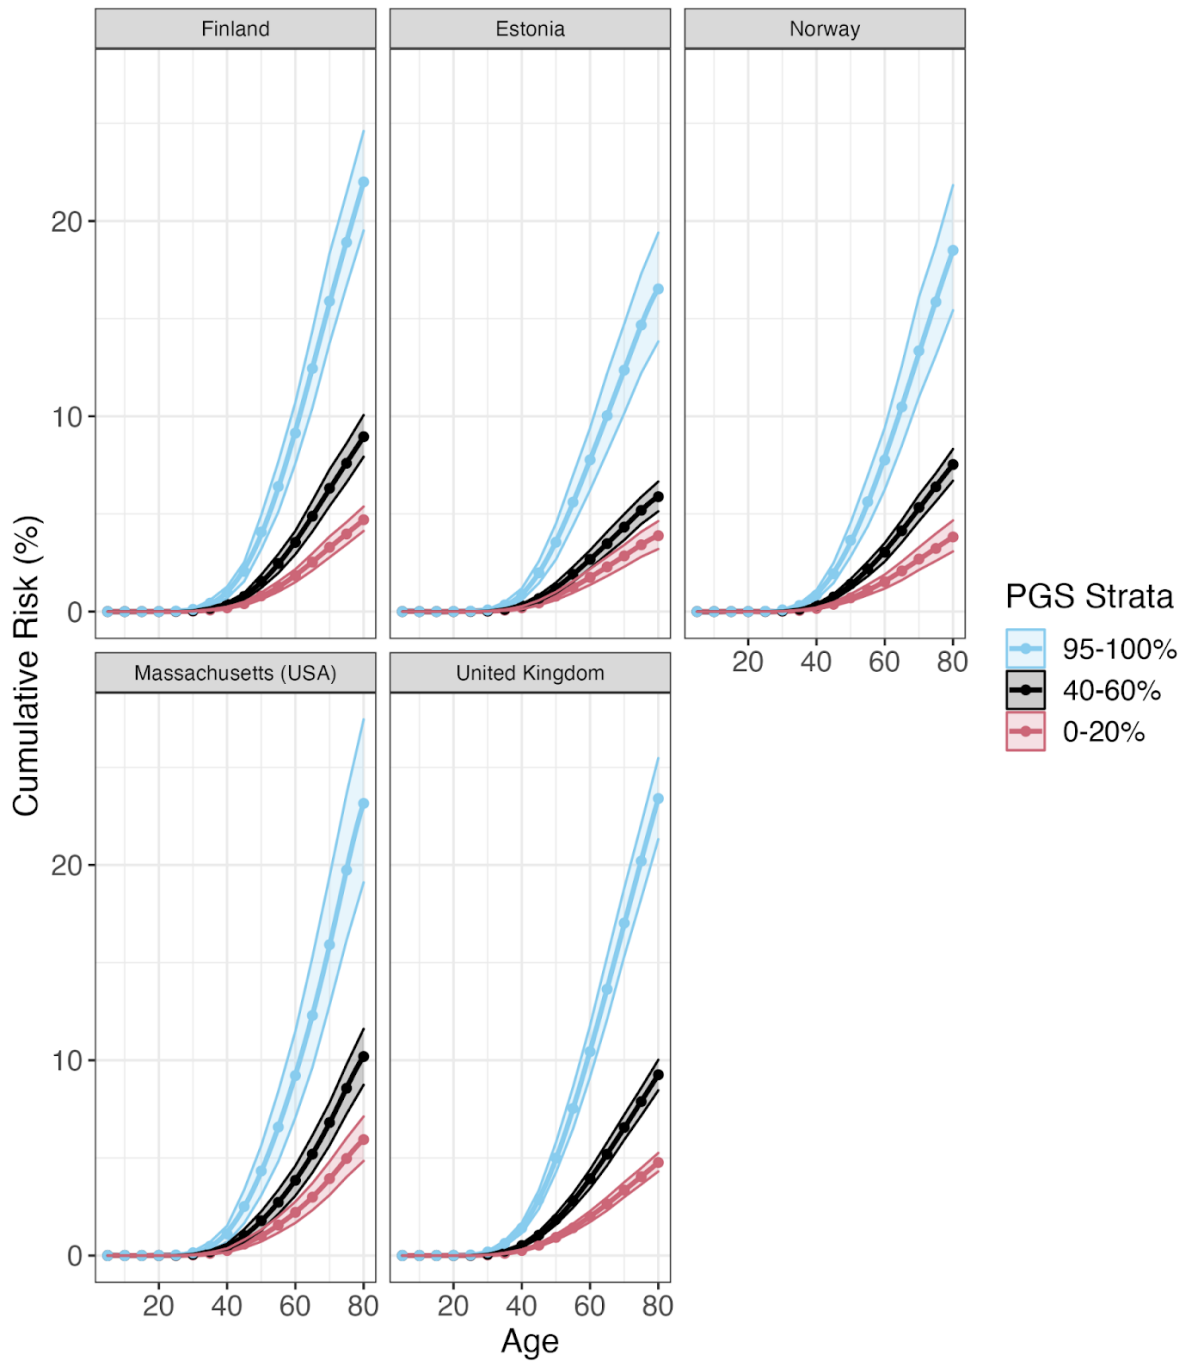 Finland
Estonia
Norway
20
10
0
20 40 60 80
Massachusetts (USA)
United Kingdom
20
10
0
20 40 60 80
20 40 60 80
Cumulative Risk (%)
Age
PGS Strata
95-100%
40-60%
0-20%